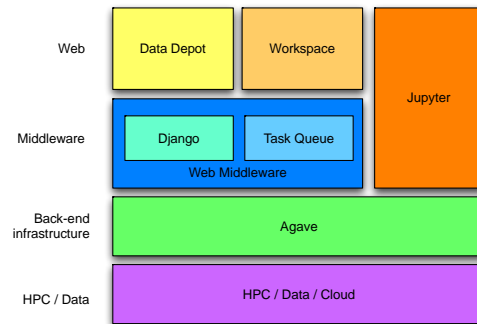 Web
Data Depot
Workspace
Jupyter
Middleware
Django
Task Queue
Web Middleware
Back-end
infrastructure
Agave
HPC / Data
HPC / Data / Cloud